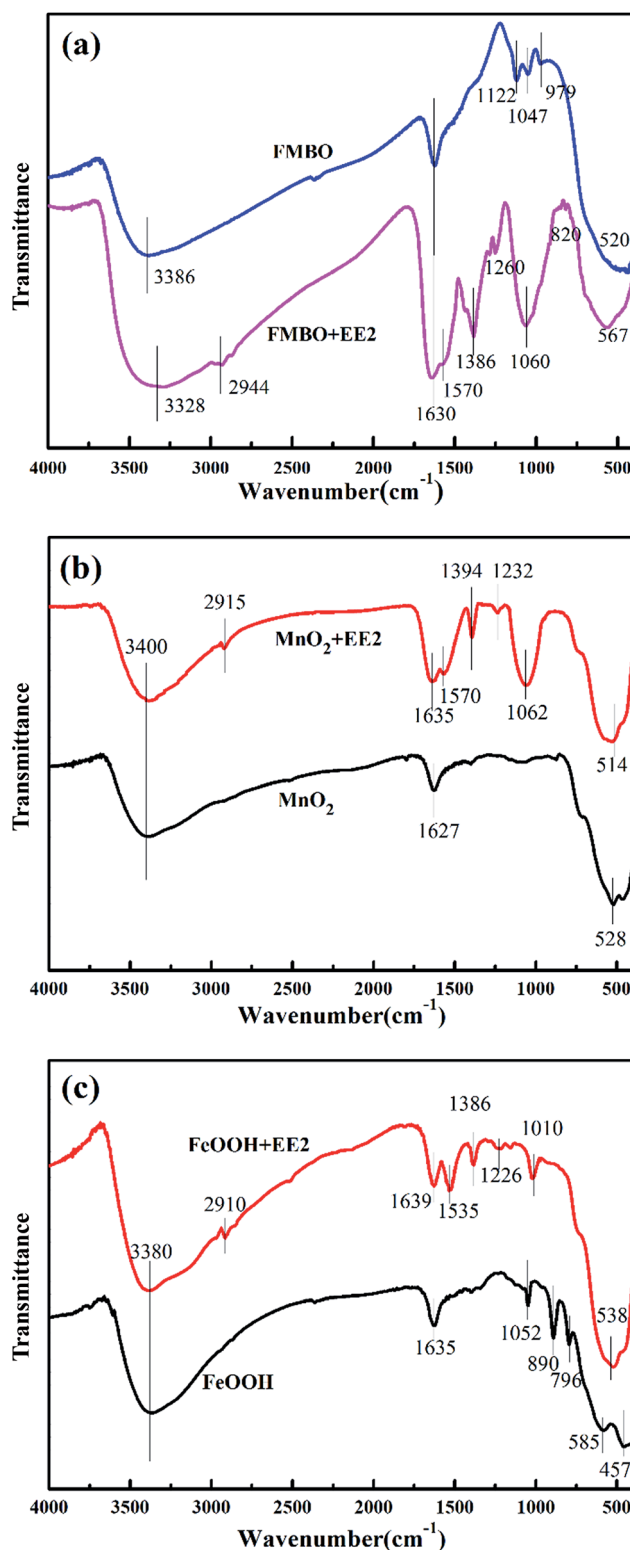 (a)
Transmittance
FMBO
FMBO+EE2
3386
3328
2944
1630
1570
1386
1260
1122
1047
1060
979
820
520
567
4000 3500 3000 2500 2000 1500 1000 500
Wavenumber(cm⁻¹)
(b)
Transmittance
3400
2915
MnO₂+EE2
1394
1232
1635
1570
1062
514
MnO₂
1627
528
4000 3500 3000 2500 2000 1500 1000 500
Wavenumber(cm⁻¹)
(c)
Transmittance
FeOOH+EE2
3380
2910
1639
1535
1386
1226
1010
538
FeOOH
1635
1052
890
796
585
457
4000 3500 3000 2500 2000 1500 1000 500
Wavenumber(cm⁻¹)